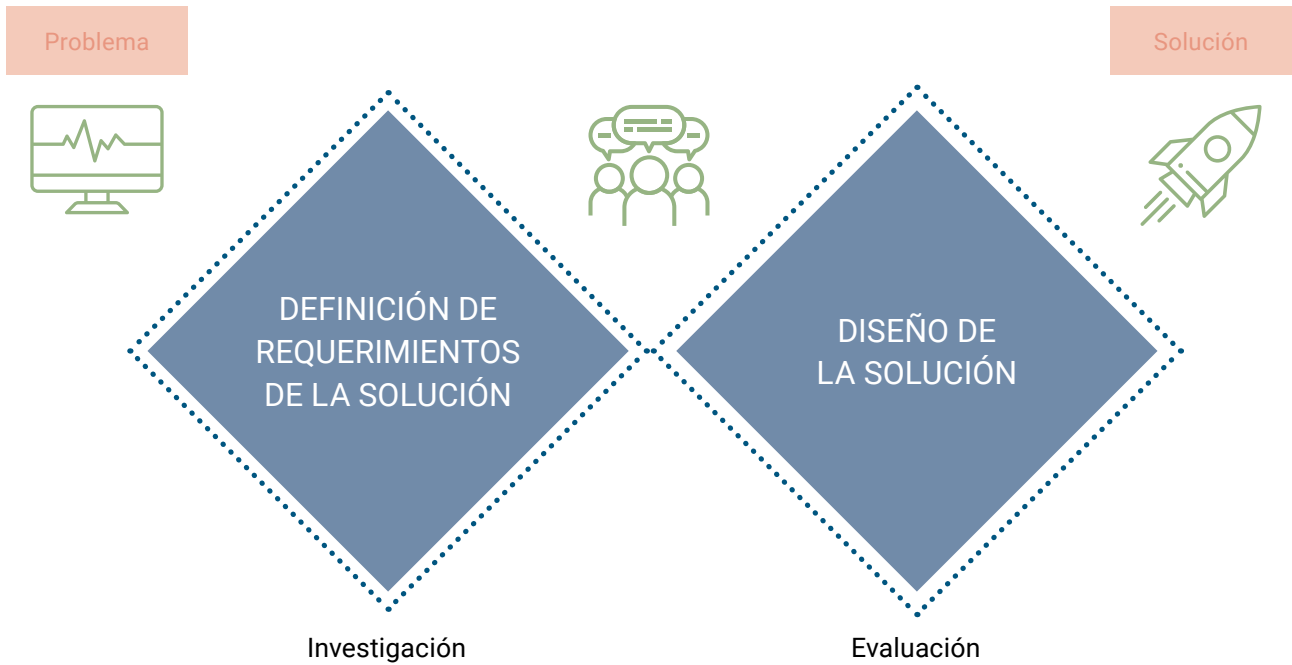 Problema
Solución
DEFINICIÓN DE
REQUERIMIENTOS
DE LA SOLUCIÓN
DISEÑO DE
LA SOLUCIÓN
Investigación
Evaluación